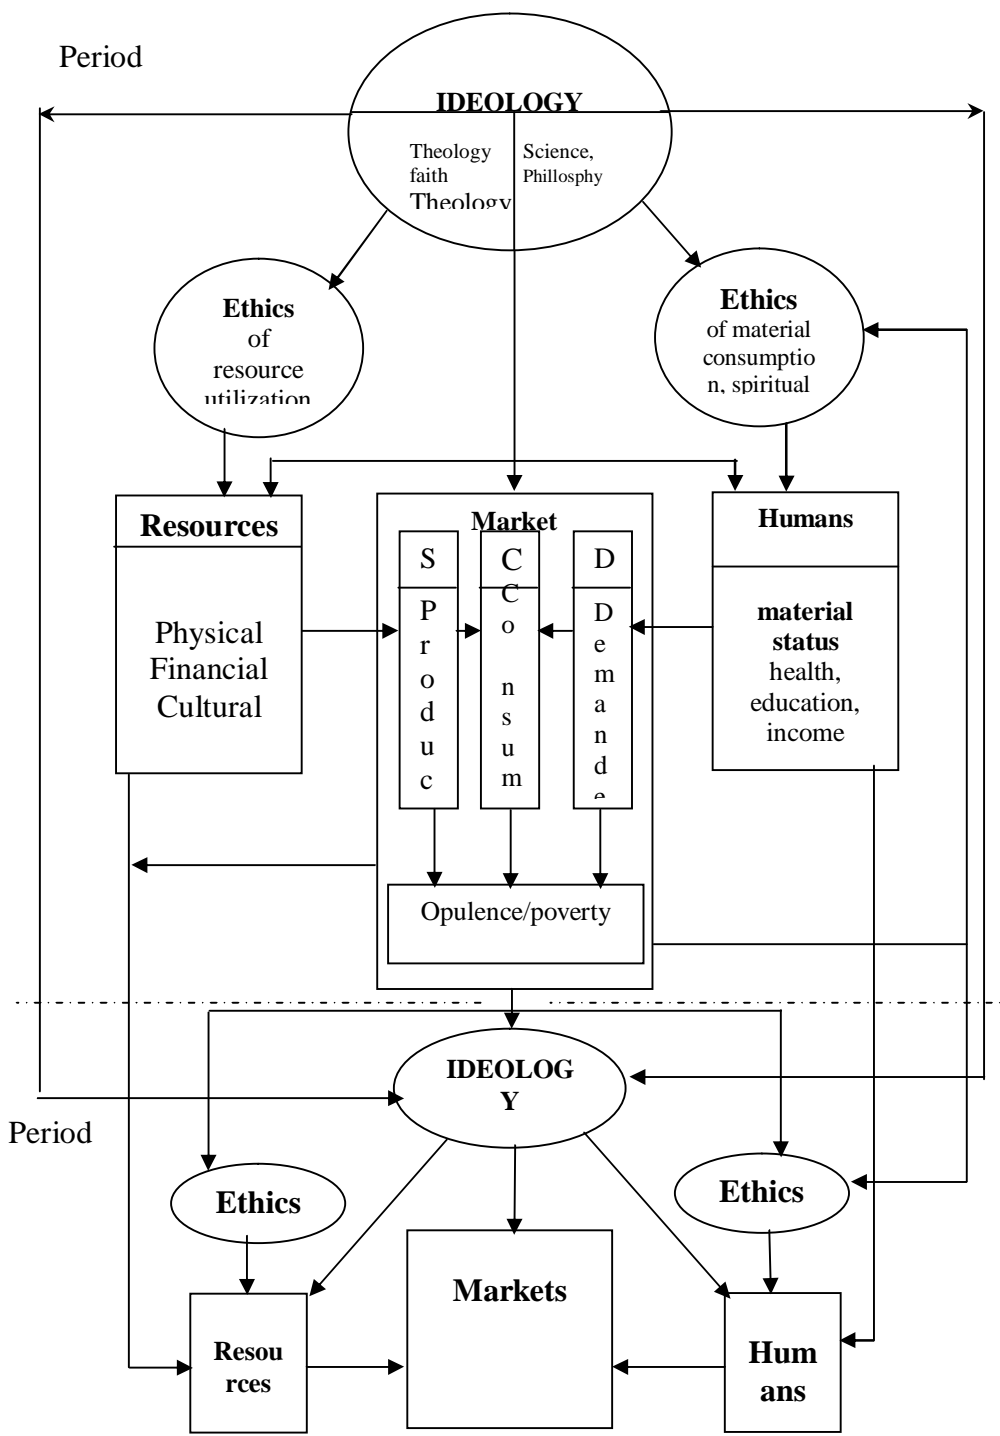 Period
IDEOLOGY
Theology
faith
Theology
Science,
Phillosphy
Ethics
of
resource
utilization
Ethics
of material
consumptio
n, spiritual
Resources
Physical
Financial
Cultural
Market
S
P
r
o
d
u
c
C
C
o
n
s
u
m
D
D
e
m
a
n
d
e
Humans
material
status
health,
education,
income
Opulence/poverty
IDEOLOG
Y
Period
Ethics
Ethics
Markets
Resou
rces
Hum
ans